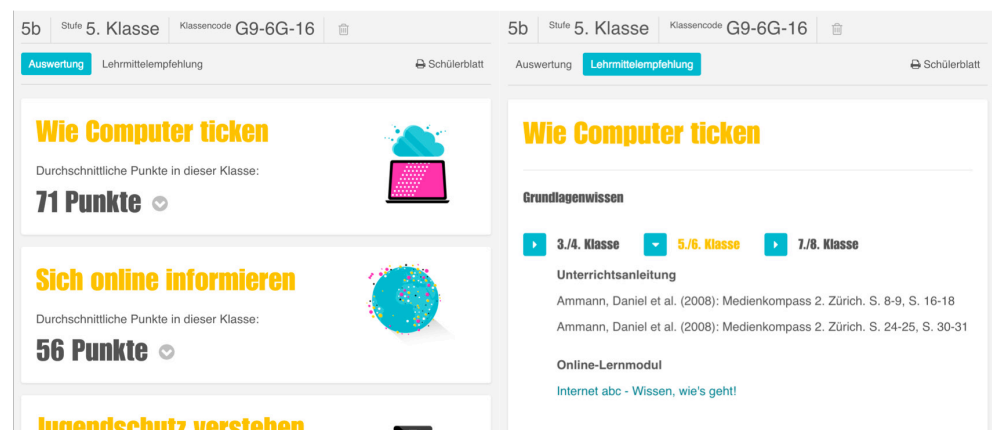 5b Stufe 5. Klasse Klassencode G9-6G-16
Auswertung Lehrmittelempfehlung Schülerblatt
Wie Computer ticken
Durchschnittliche Punkte in dieser Klasse:
71 Punkte
Sich online informieren
Durchschnittliche Punkte in dieser Klasse:
56 Punkte
Jugendschutz verstehen
5b Stufe 5. Klasse Klassencode G9-6G-16
Auswertung Lehrmittelempfehlung Schülerblatt
Wie Computer ticken
Grundlagenwissen
3./4. Klasse 5./6. Klasse 7./8. Klasse
Unterrichtsanleitung
Ammann, Daniel et al. (2008): Medienkompass 2. Zürich. S. 8-9, S. 16-18
Ammann, Daniel et al. (2008): Medienkompass 2. Zürich. S. 24-25, S. 30-31
Online-Lernmodul
Internet abc - Wissen, wie's geht!